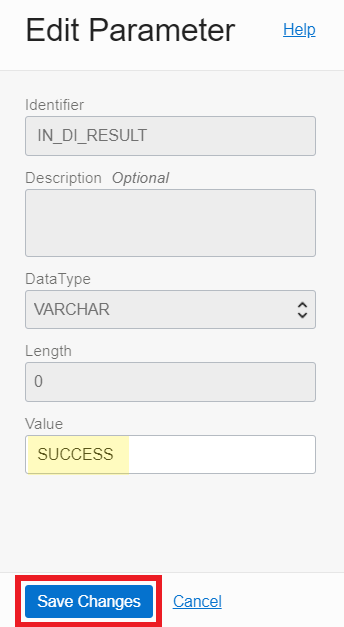 Edit Parameter Help
Identifier
IN_DI_RESULT
Description Optional
DataType
VARCHAR
Length
0
Value
SUCCESS
Save Changes Cancel